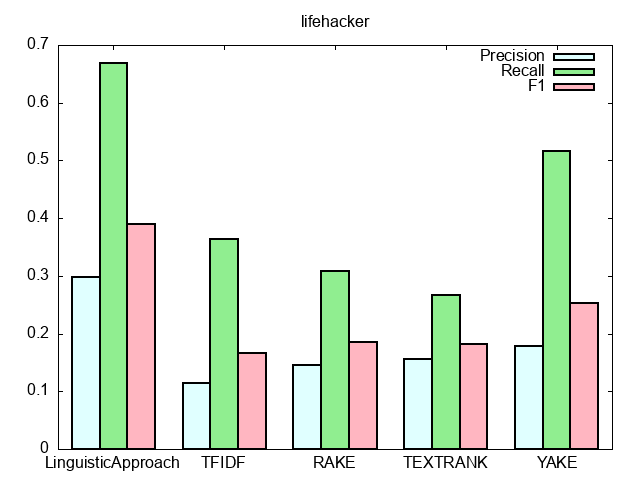 lifehacker
0.7
0.6
0.5
0.4
0.3
0.2
0.1
0
Precision
Recall
F1
LinguisticApproach TFIDF RAKE TEXTRANK YAKE